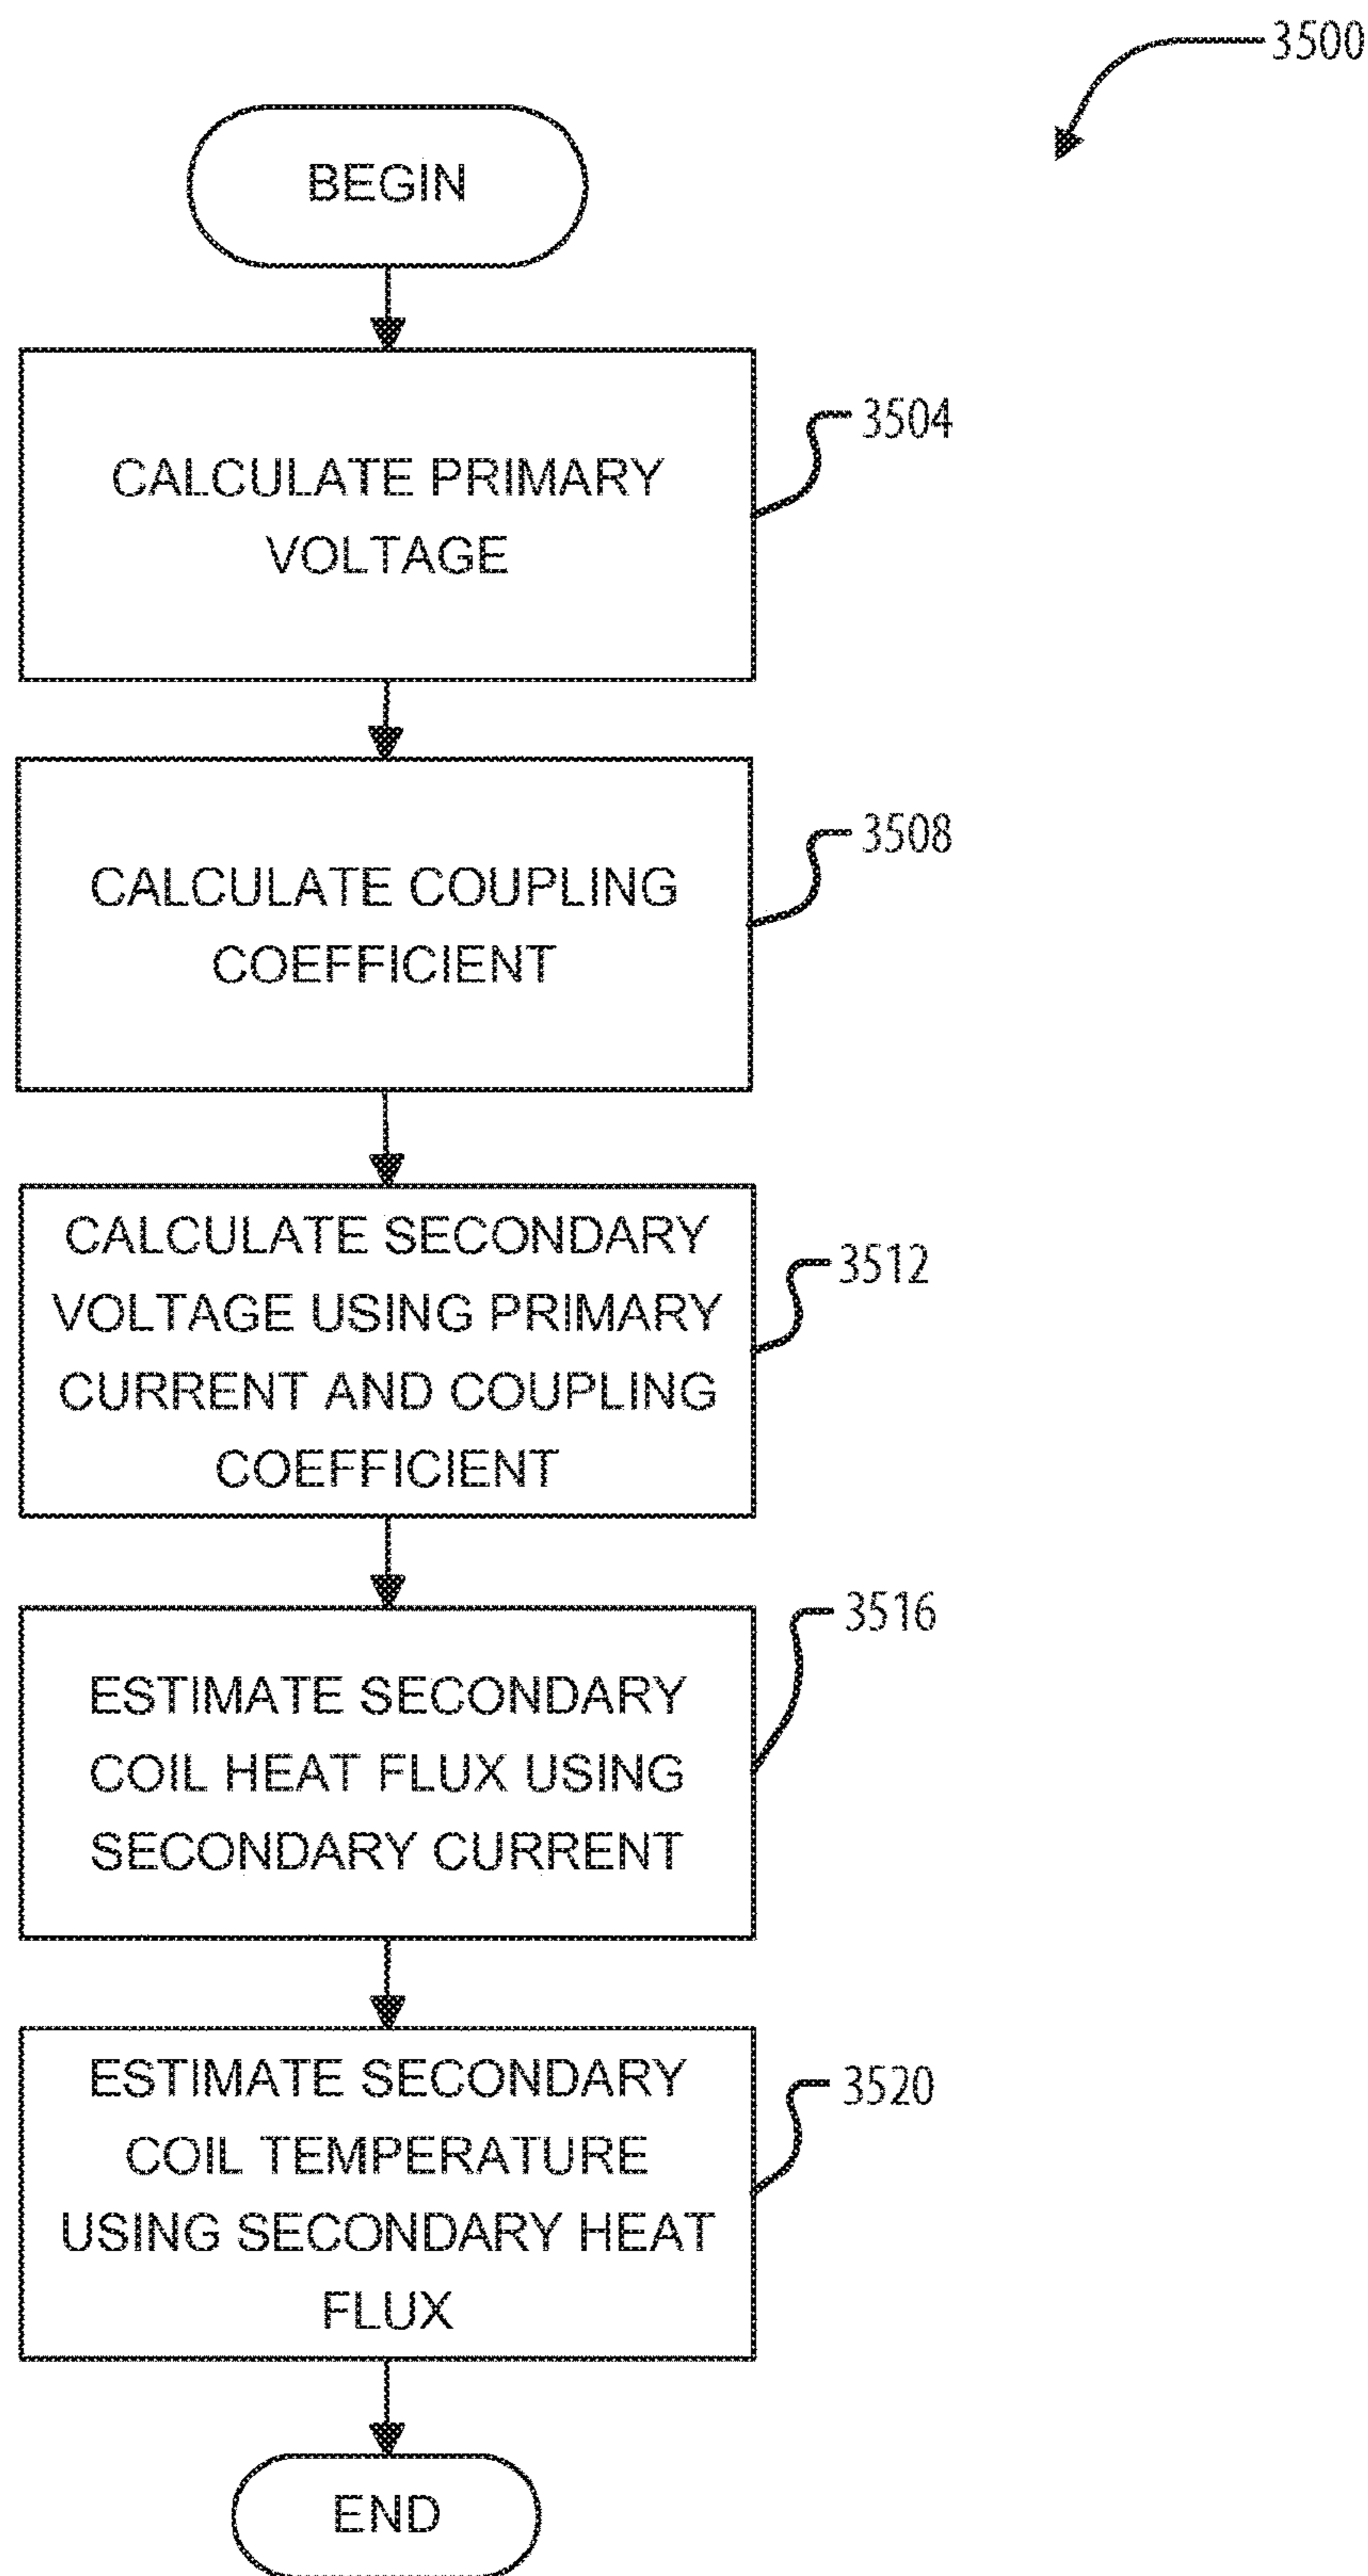 3500
BEGIN
CALCULATE PRIMARY
VOLTAGE
3504
CALCULATE COUPLING
COEFFICIENT
3508
CALCULATE SECONDARY
VOLTAGE USING PRIMARY
CURRENT AND COUPLING
COEFFICIENT
3512
ESTIMATE SECONDARY
COIL HEAT FLUX USING
SECONDARY CURRENT
3516
ESTIMATE SECONDARY
COIL TEMPERATURE
USING SECONDARY HEAT
FLUX
3520
END